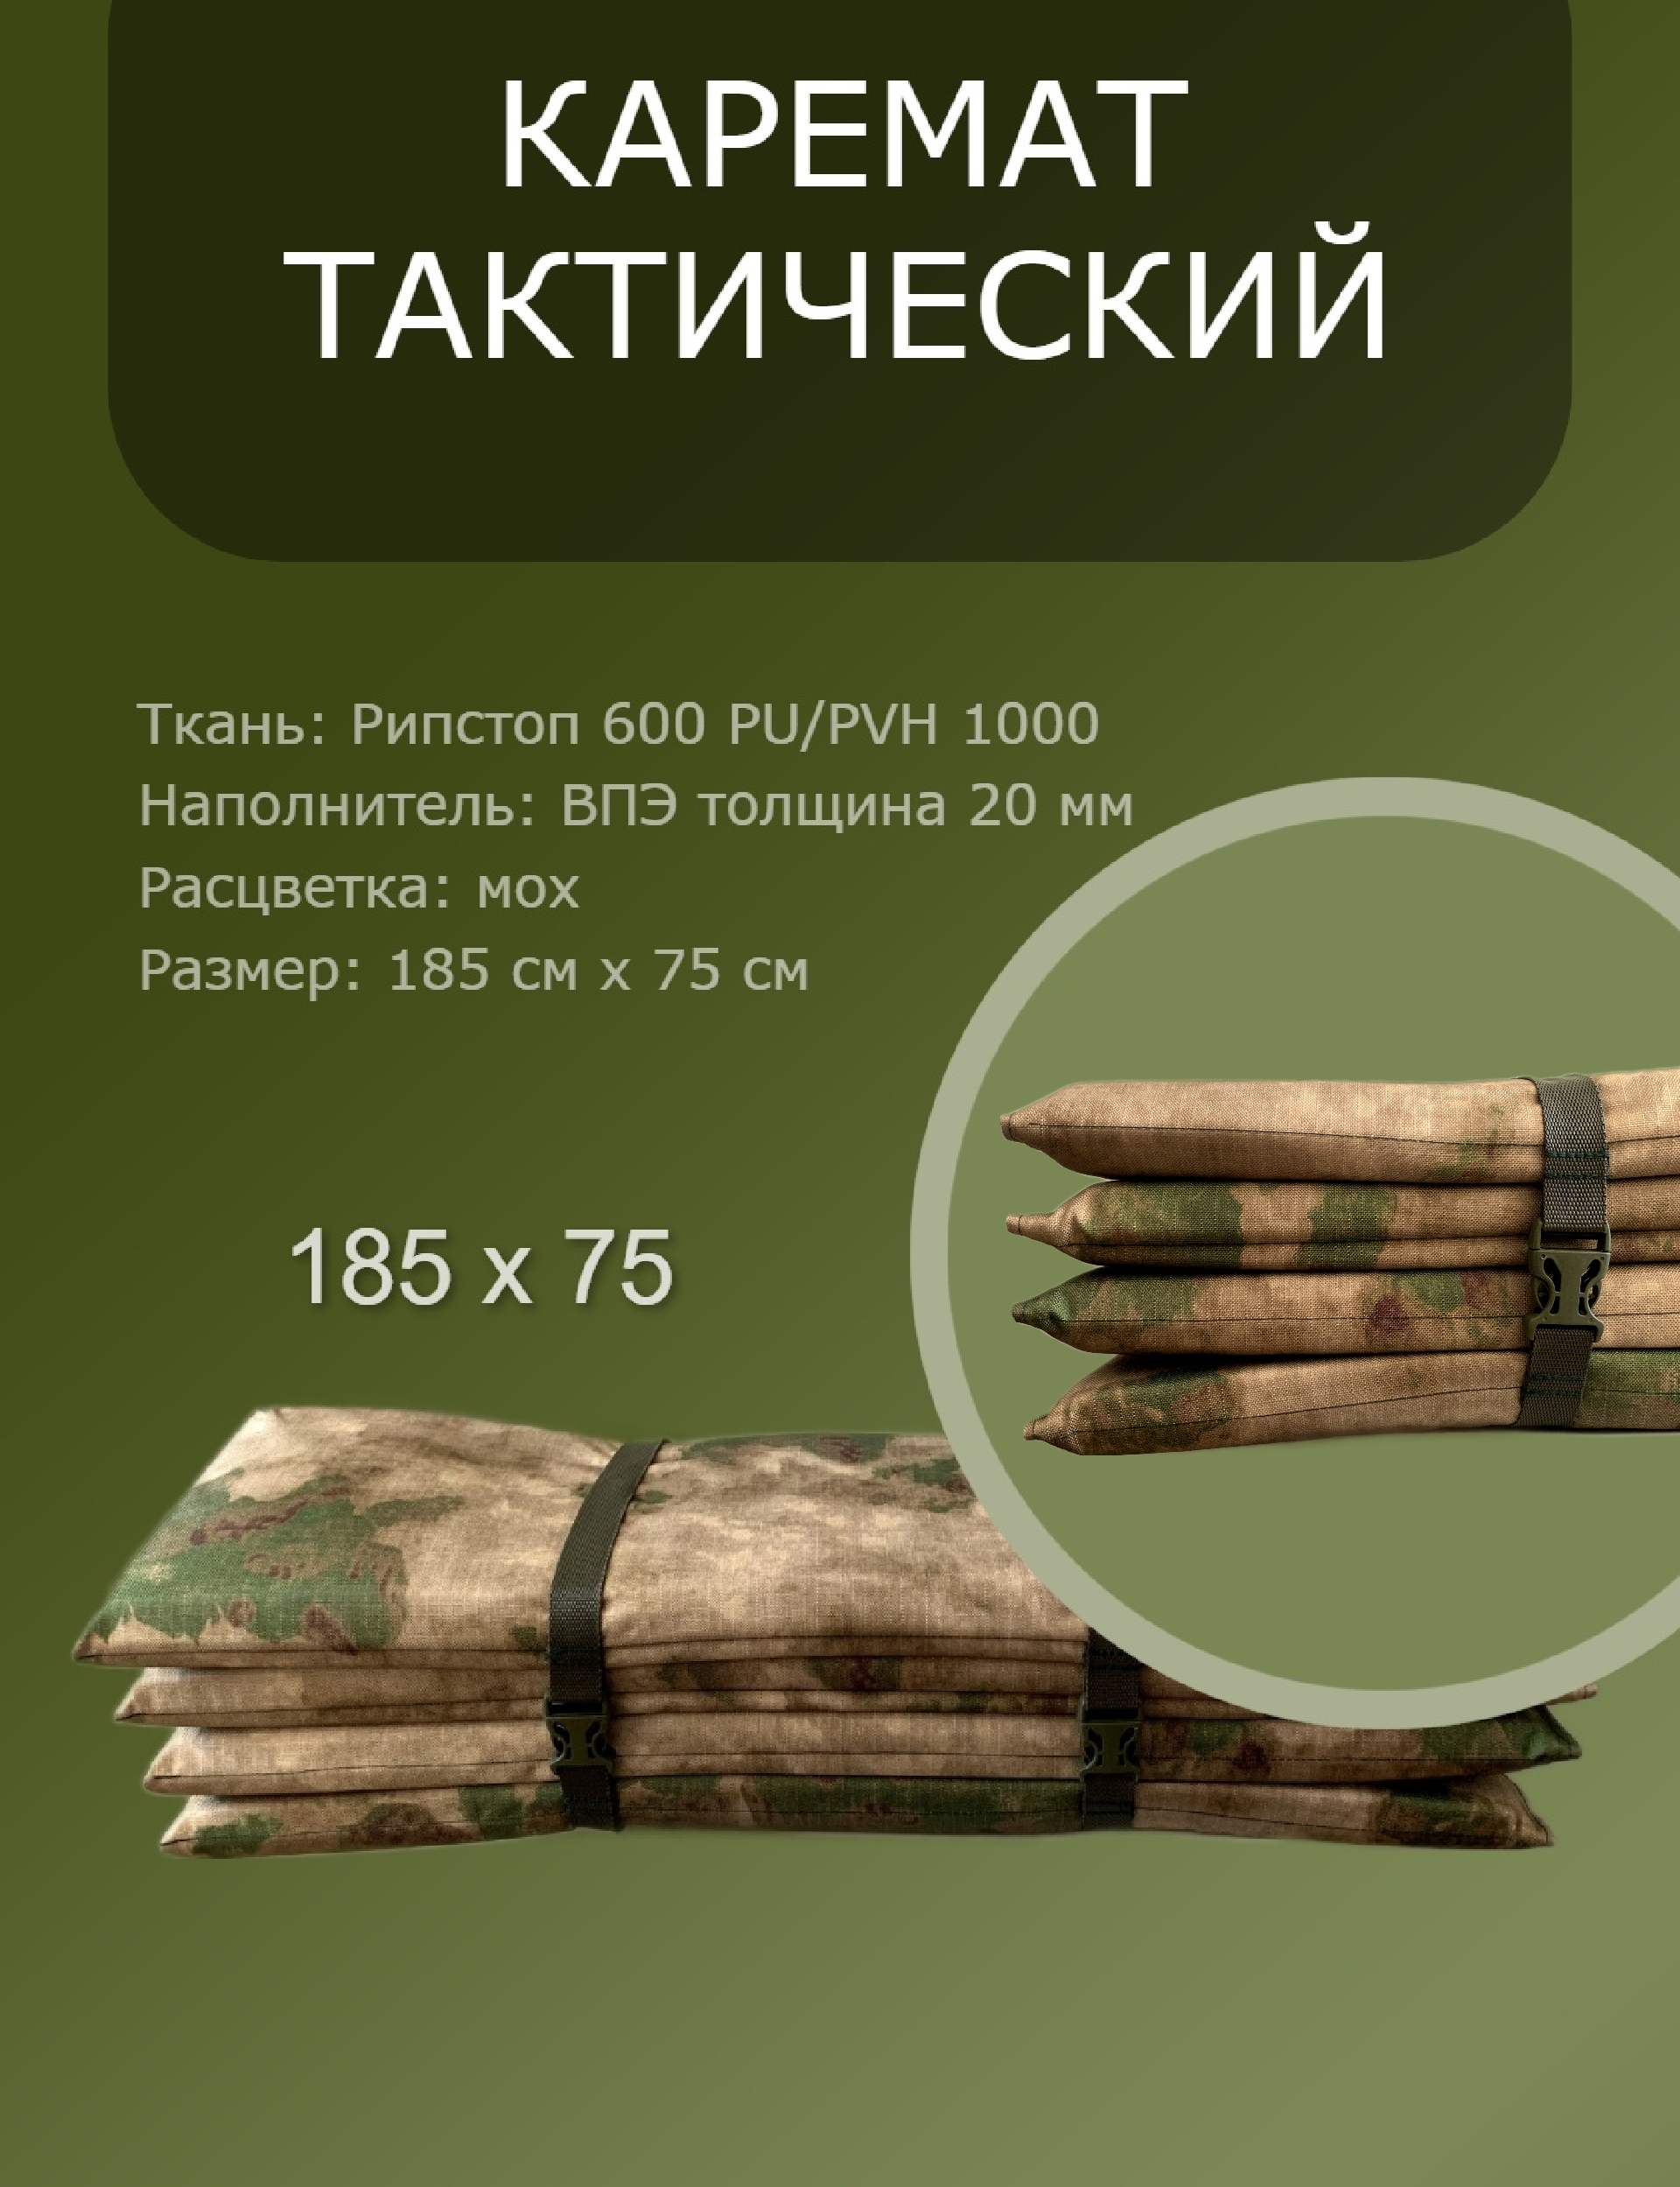 КАРЕМАТ
ТАКТИЧЕСКИЙ
Ткань: Рипстоп 600 PU/PVH 1000
Наполнитель: ВПЭ толщина 20 мм
Расцветка: мох
Размер: 185 см х 75 см
185 х 75